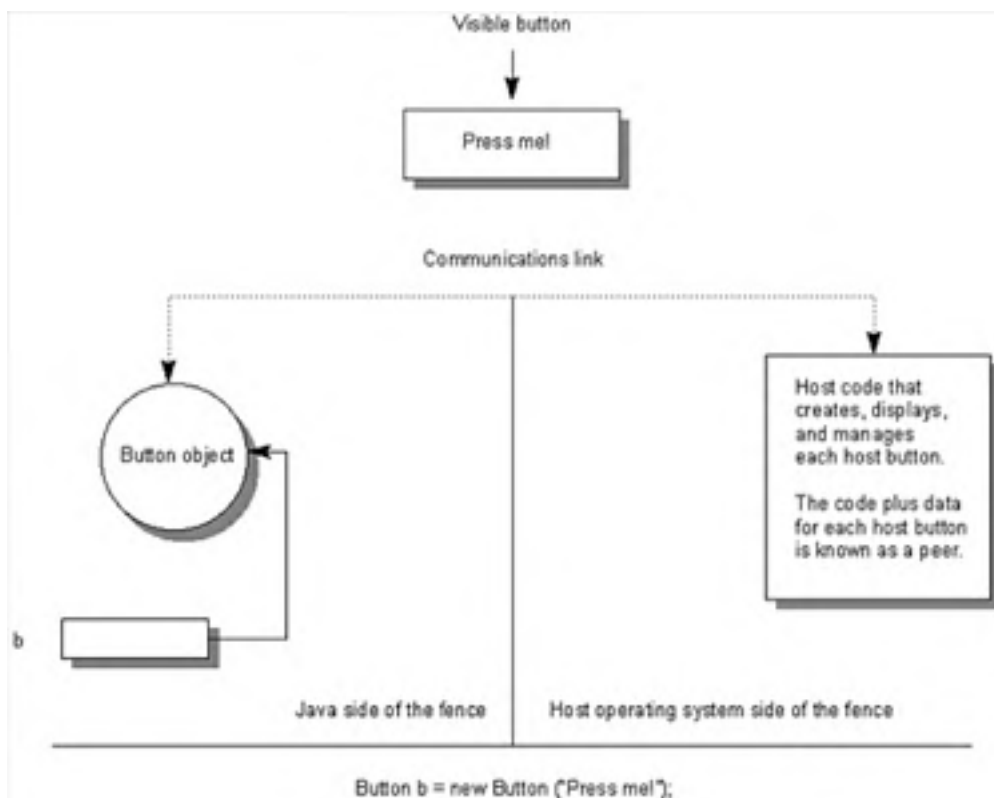 Visible button
Press me!
Communications link
Button object
Host code that
creates, displays,
and manages
each host button.
The code plus data
for each host button
is known as a peer.
b
Java side of the fence
Host operating system side of the fence
Button b = new Button ("Press me!");